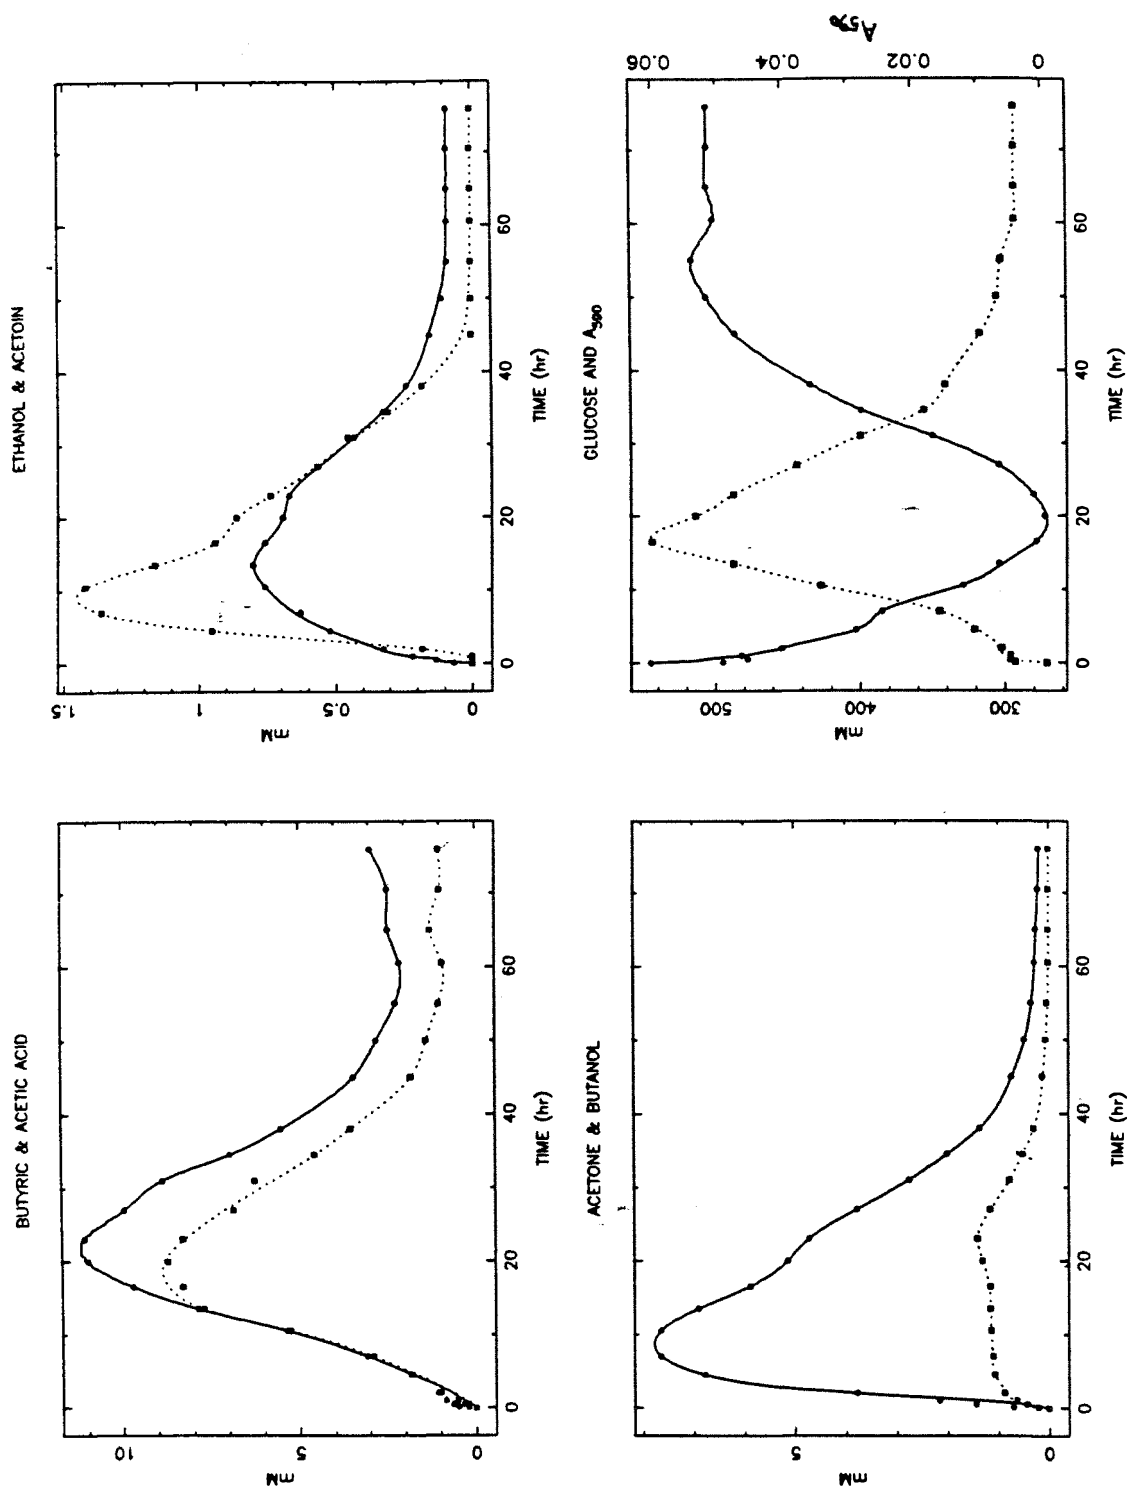 BUTYRIC & ACETIC ACID
10
5
0
mM
0
20
40
60
TIME (hr)
ETHANOL & ACETOIN
1.5
1
0.5
0
mM
0
20
40
60
TIME (hr)
ACETONE & BUTANOL
5
0
mM
0
20
40
60
TIME (hr)
GLUCOSE AND A590
500
400
300
mM
0.06
0.04
0.02
0
A590
0
20
40
60
TIME (hr)